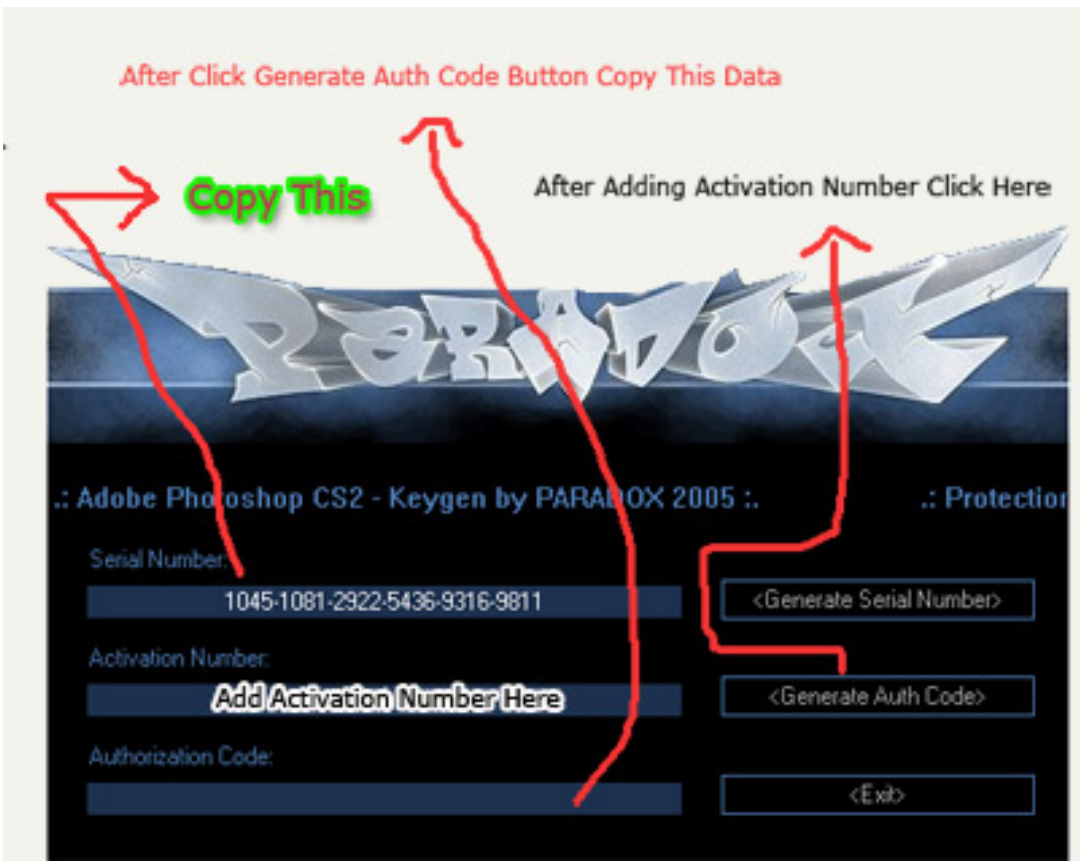 After Click Generate Auth Code Button Copy This Data
Copy This
After Adding Activation Number Click Here
PARADOX
.: Adobe Photoshop CS2 - Keygen by PARADOX 2005 :.
.: Protection
Serial Number:
1045-1081-2922-5436-9316-9811
<Generate Serial Number>
Activation Number:
Add Activation Number Here
<Generate Auth Code>
Authorization Code:
<Exit>